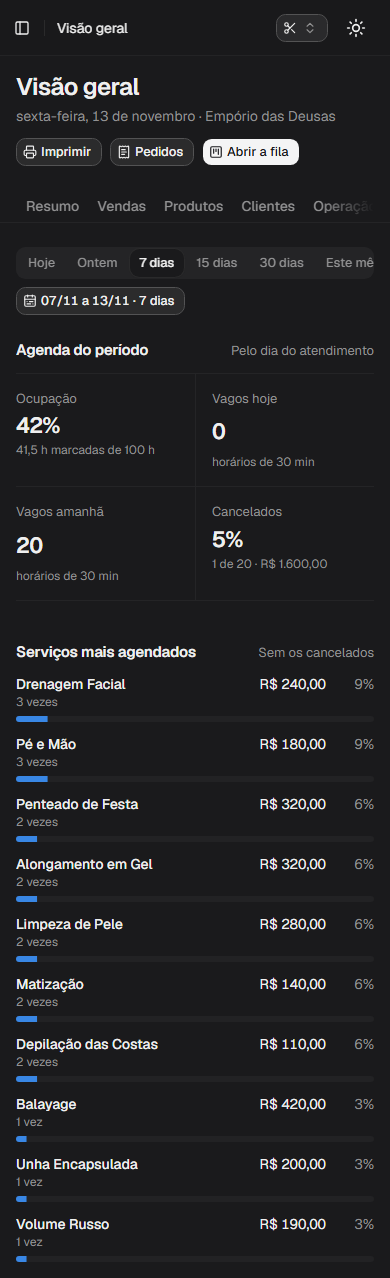 Visão geral
Visão geral
sexta-feira, 13 de novembro · Empório das Deusas
Imprimir Pedidos Abrir a fila
Resumo Vendas Produtos Clientes Operaçã
Hoje Ontem 7 dias 15 dias 30 dias Este mê
07/11 a 13/11 · 7 dias
Agenda do período Pelo dia do atendimento
Ocupação Vagos hoje
42% 0
41,5 h marcadas de 100 h horários de 30 min
Vagos amanhã Cancelados
20 5%
horários de 30 min 1 de 20 · R$ 1.600,00
Serviços mais agendados Sem os cancelados
Drenagem Facial R$ 240,00 9%
3 vezes
Pé e Mão R$ 180,00 9%
3 vezes
Penteado de Festa R$ 320,00 6%
2 vezes
Alongamento em Gel R$ 320,00 6%
2 vezes
Limpeza de Pele R$ 280,00 6%
2 vezes
Matização R$ 140,00 6%
2 vezes
Depilação das Costas R$ 110,00 6%
2 vezes
Balayage R$ 420,00 3%
1 vez
Unha Encapsulada R$ 200,00 3%
1 vez
Volume Russo R$ 190,00 3%
1 vez